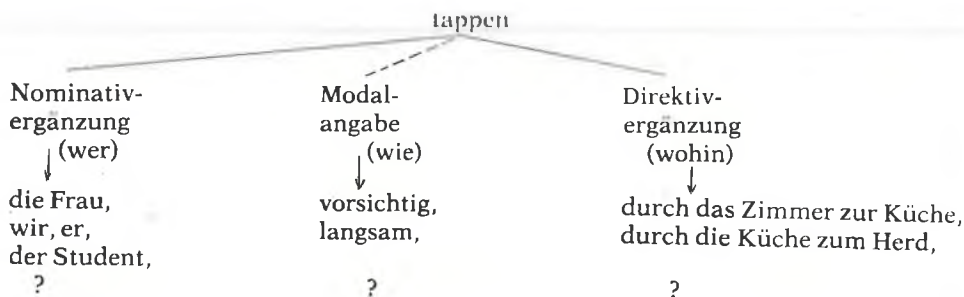 tappen
Nominativ-
ergänzung
(wer)
die Frau,
wir, er,
der Student,
?
Modal-
angabe
(wie)
vorsichtig,
langsam,
?
Direktiv-
ergänzung
(wohin)
durch das Zimmer zur Küche,
durch die Küche zum Herd,
?